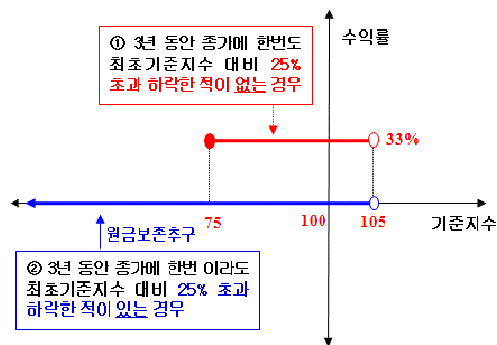 ① 3년 동안 종가에 한번도
최초기준지수 대비 25%
초과 하락한 적이 없는 경우
수익률
33%
75
100
105
기준지수
원금보존추구
② 3년 동안 종가에 한번 이라도
최초기준지수 대비 25% 초과
하락한 적이 있는 경우